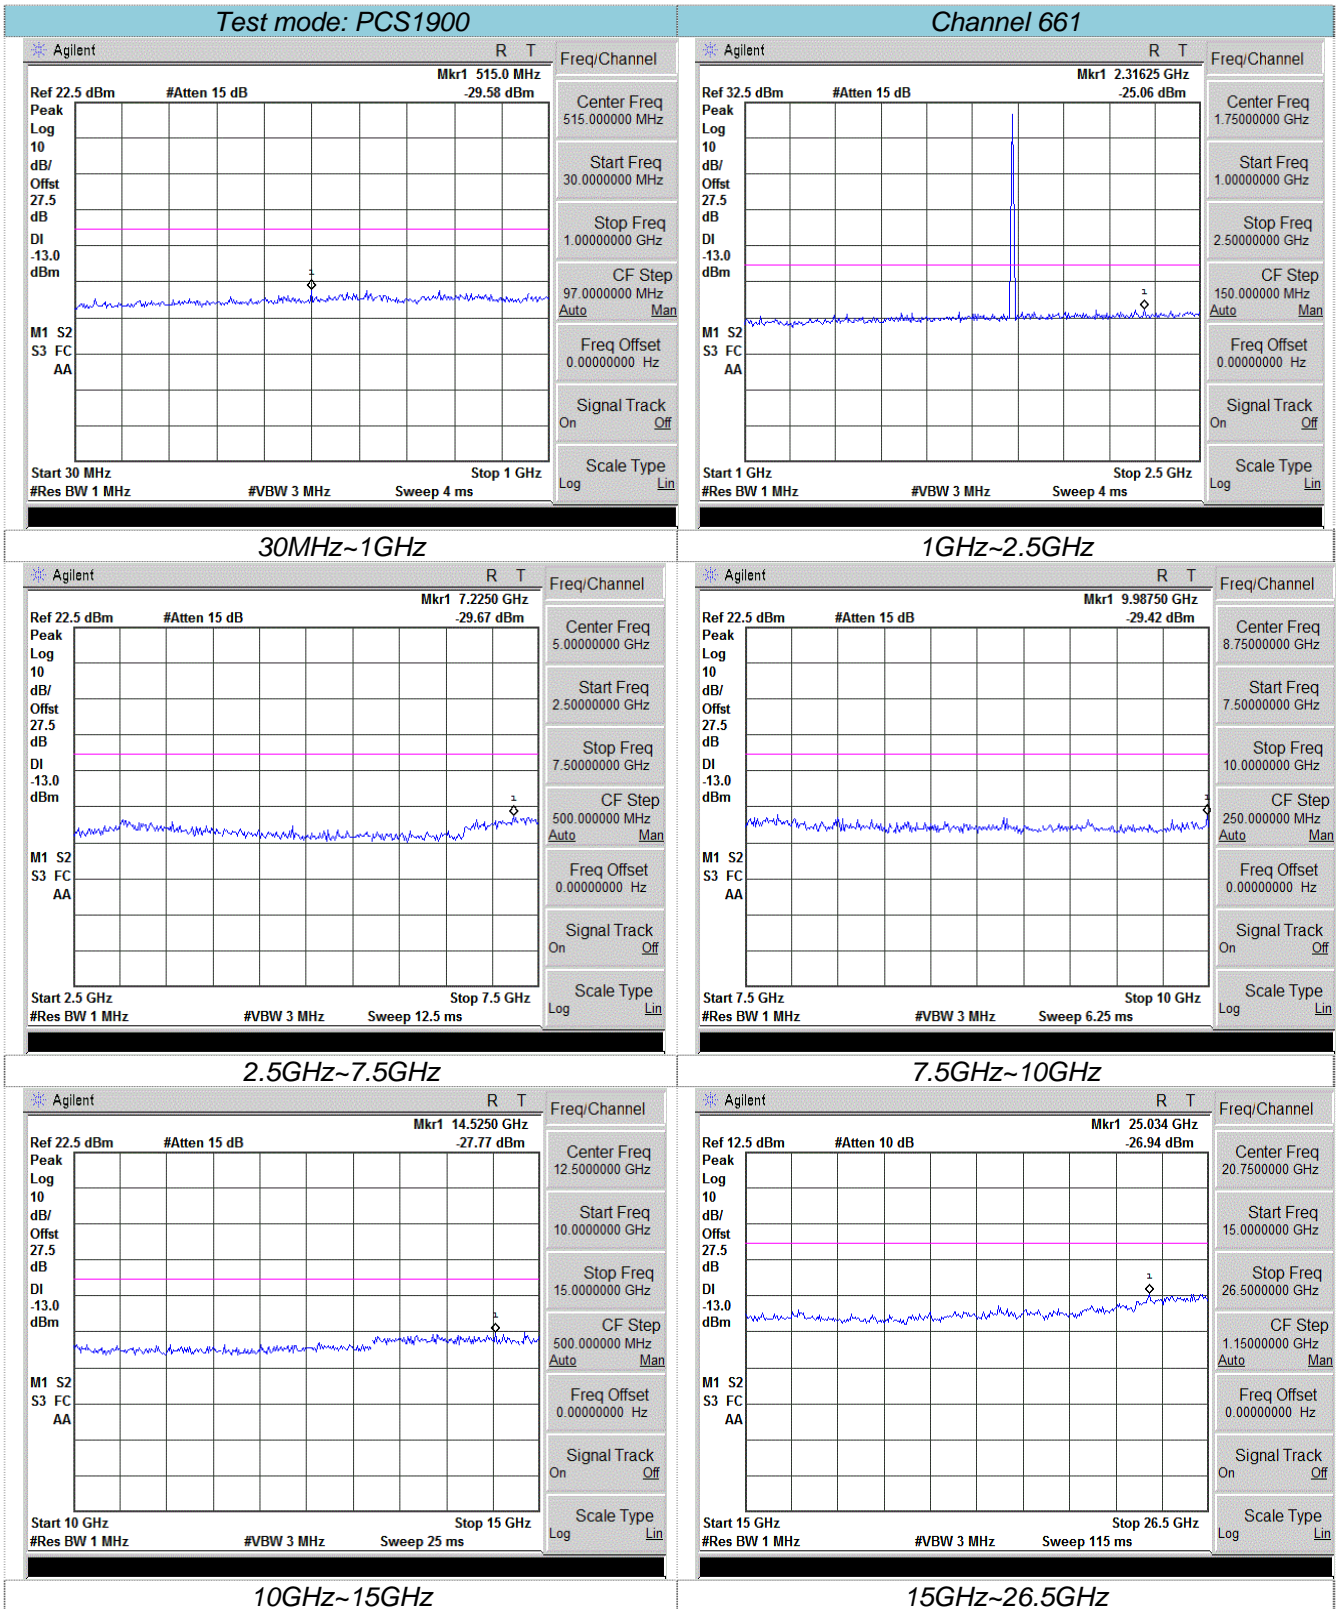 Test mode: PCS1900
Channel 661
Agilent
R T
Freq/Channel
Mkr1 515.0 MHz
Ref 22.5 dBm #Atten 15 dB -29.58 dBm
Peak
Log
10
dB/
Offst
27.5
dB
DI
-13.0
dBm
1
M1 S2
S3 FC
AA
Start 30 MHz Stop 1 GHz
#Res BW 1 MHz #VBW 3 MHz Sweep 4 ms
Center Freq
515.000000 MHz
Start Freq
30.0000000 MHz
Stop Freq
1.00000000 GHz
CF Step
97.0000000 MHz
Auto Man
Freq Offset
0.00000000 Hz
Signal Track
On Off
Scale Type
Log Lin
Agilent
R T
Freq/Channel
Mkr1 2.31625 GHz
Ref 32.5 dBm #Atten 15 dB -25.06 dBm
Peak
Log
10
dB/
Offst
27.5
dB
DI
-13.0
dBm
1
M1 S2
S3 FC
AA
Start 1 GHz Stop 2.5 GHz
#Res BW 1 MHz #VBW 3 MHz Sweep 4 ms
Center Freq
1.75000000 GHz
Start Freq
1.00000000 GHz
Stop Freq
2.50000000 GHz
CF Step
150.000000 MHz
Auto Man
Freq Offset
0.00000000 Hz
Signal Track
On Off
Scale Type
Log Lin
30MHz~1GHz
1GHz~2.5GHz
Agilent
R T
Freq/Channel
Mkr1 7.2250 GHz
Ref 22.5 dBm #Atten 15 dB -29.67 dBm
Peak
Log
10
dB/
Offst
27.5
dB
DI
-13.0
dBm
1
M1 S2
S3 FC
AA
Start 2.5 GHz Stop 7.5 GHz
#Res BW 1 MHz #VBW 3 MHz Sweep 12.5 ms
Center Freq
5.00000000 GHz
Start Freq
2.50000000 GHz
Stop Freq
7.50000000 GHz
CF Step
500.000000 MHz
Auto Man
Freq Offset
0.00000000 Hz
Signal Track
On Off
Scale Type
Log Lin
Agilent
R T
Freq/Channel
Mkr1 9.98750 GHz
Ref 22.5 dBm #Atten 15 dB -29.42 dBm
Peak
Log
10
dB/
Offst
27.5
dB
DI
-13.0
dBm
1
M1 S2
S3 FC
AA
Start 7.5 GHz Stop 10 GHz
#Res BW 1 MHz #VBW 3 MHz Sweep 6.25 ms
Center Freq
8.75000000 GHz
Start Freq
7.50000000 GHz
Stop Freq
10.0000000 GHz
CF Step
250.000000 MHz
Auto Man
Freq Offset
0.00000000 Hz
Signal Track
On Off
Scale Type
Log Lin
2.5GHz~7.5GHz
7.5GHz~10GHz
Agilent
R T
Freq/Channel
Mkr1 14.5250 GHz
Ref 22.5 dBm #Atten 15 dB -27.77 dBm
Peak
Log
10
dB/
Offst
27.5
dB
DI
-13.0
dBm
1
M1 S2
S3 FC
AA
Start 10 GHz Stop 15 GHz
#Res BW 1 MHz #VBW 3 MHz Sweep 25 ms
Center Freq
12.5000000 GHz
Start Freq
10.0000000 GHz
Stop Freq
15.0000000 GHz
CF Step
500.000000 MHz
Auto Man
Freq Offset
0.00000000 Hz
Signal Track
On Off
Scale Type
Log Lin
Agilent
R T
Freq/Channel
Mkr1 25.034 GHz
Ref 12.5 dBm #Atten 10 dB -26.94 dBm
Peak
Log
10
dB/
Offst
27.5
dB
DI
-13.0
dBm
1
M1 S2
S3 FC
AA
Start 15 GHz Stop 26.5 GHz
#Res BW 1 MHz #VBW 3 MHz Sweep 115 ms
Center Freq
20.7500000 GHz
Start Freq
15.0000000 GHz
Stop Freq
26.5000000 GHz
CF Step
1.15000000 GHz
Auto Man
Freq Offset
0.00000000 Hz
Signal Track
On Off
Scale Type
Log Lin
10GHz~15GHz
15GHz~26.5GHz